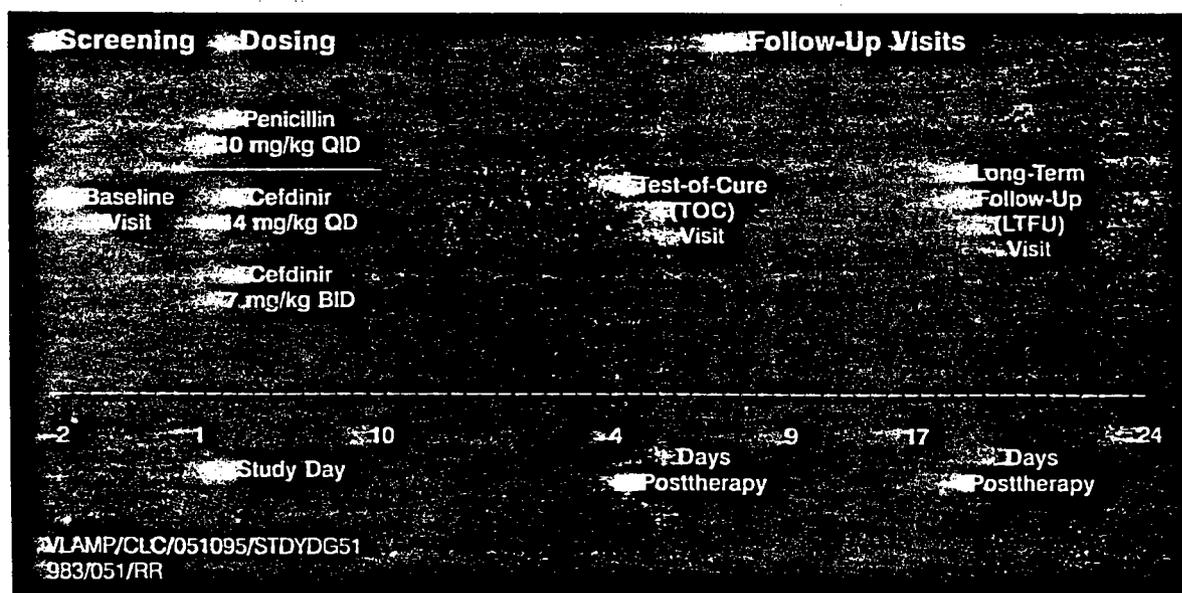 Screening Dosing Follow-Up Visits
Penicillin
10 mg/kg QID
Baseline
Visit
Cefdinir
14 mg/kg QD
Cefdinir
7 mg/kg BID
Test-of-Cure
(TOC)
Visit
Long-Term
Follow-Up
(LTFU)
Visit
-2 1 10 4 9 17 24
Study Day
Days
Posttherapy
Days
Posttherapy
VLAMP/CLC/051095/STDYDG51
983/051/RR